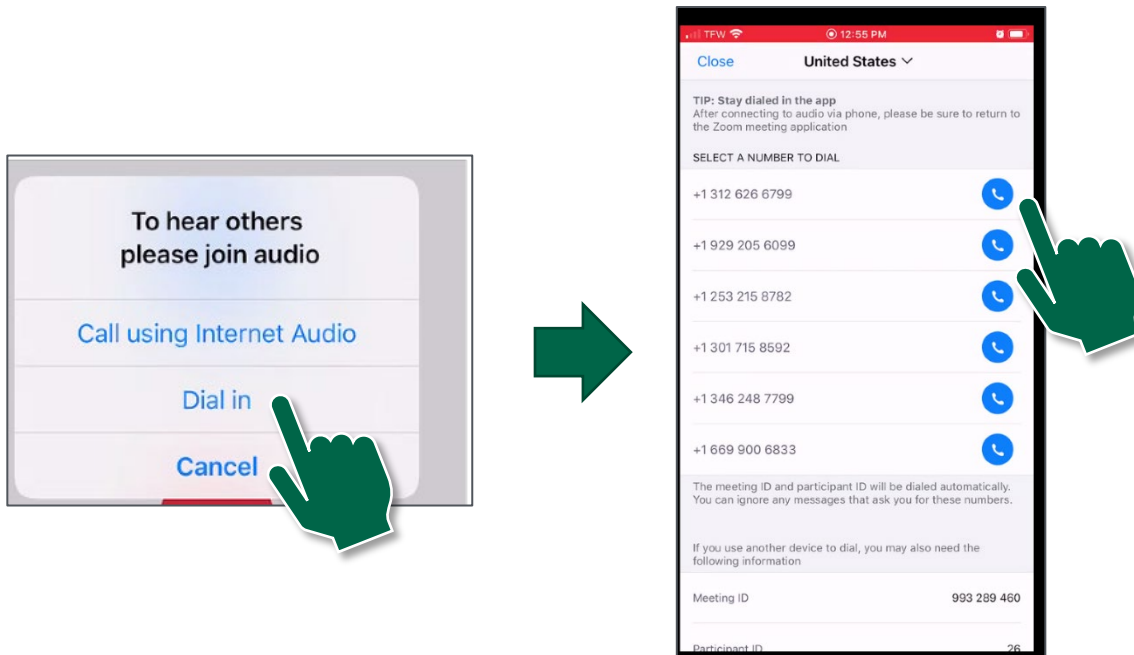 To hear others
please join audio
Call using Internet Audio
Dial in
Cancel
TFW 12:55 PM
Close United States
TIP: Stay dialed in the app
After connecting to audio via phone, please be sure to return to
the Zoom meeting application
SELECT A NUMBER TO DIAL
+1 312 626 6799
+1 929 205 6099
+1 253 215 8782
+1 301 715 8592
+1 346 248 7799
+1 669 900 6833
The meeting ID and participant ID will be dialed automatically.
You can ignore any messages that ask you for these numbers.
If you use another device to dial, you may also need the
following information
Meeting ID 993 289 460
Participant ID 26